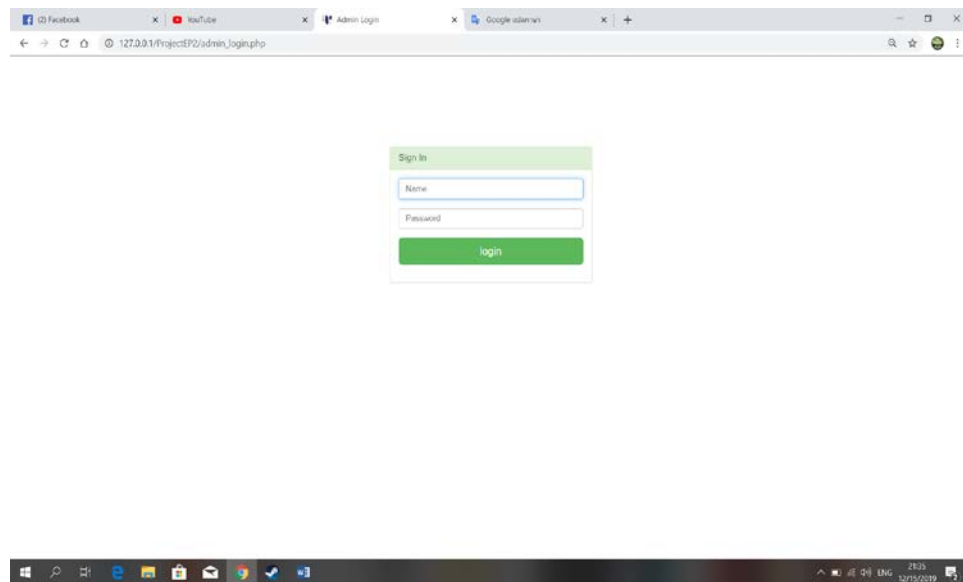 (2) Facebook
YouTube
Admin Login
Google
127.0.0.1/ProjectEP2/admin_login.php
Sign In
Name
Password
login
ENG
21:35
12/15/2019